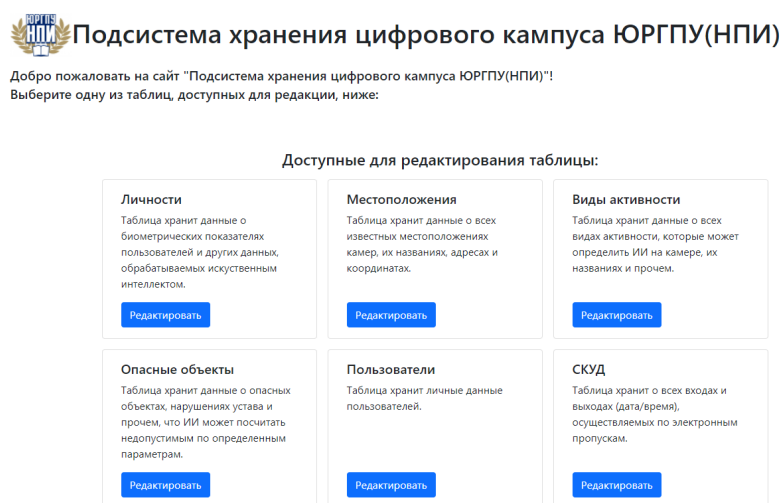 ЮРГПУ
НПИ
Подсистема хранения цифрового кампуса ЮРГПУ(НПИ)
Добро пожаловать на сайт "Подсистема хранения цифрового кампуса ЮРГПУ(НПИ)"!
Выберите одну из таблиц, доступных для редакции, ниже:
Доступные для редактирования таблицы:
Личности
Таблица хранит данные о
биометрических показателях
пользователей и других данных,
обрабатываемых искуственным
интеллектом.
Редактировать
Местоположения
Таблица хранит данные о всех
известных местоположениях
камер, их названиях, адресах и
координатах.
Редактировать
Виды активности
Таблица хранит данные о всех
видах активности, которые может
определить ИИ на камере, их
названиях и прочем.
Редактировать
Опасные объекты
Таблица хранит данные о опасных
объектах, нарушениях устава и
прочем, что ИИ может посчитать
недопустимым по определенным
параметрам.
Редактировать
Пользователи
Таблица хранит личные данные
пользователей.
Редактировать
СКУД
Таблица хранит о всех входах и
выходах (дата/время),
осуществляемых по электронным
пропускам.
Редактировать